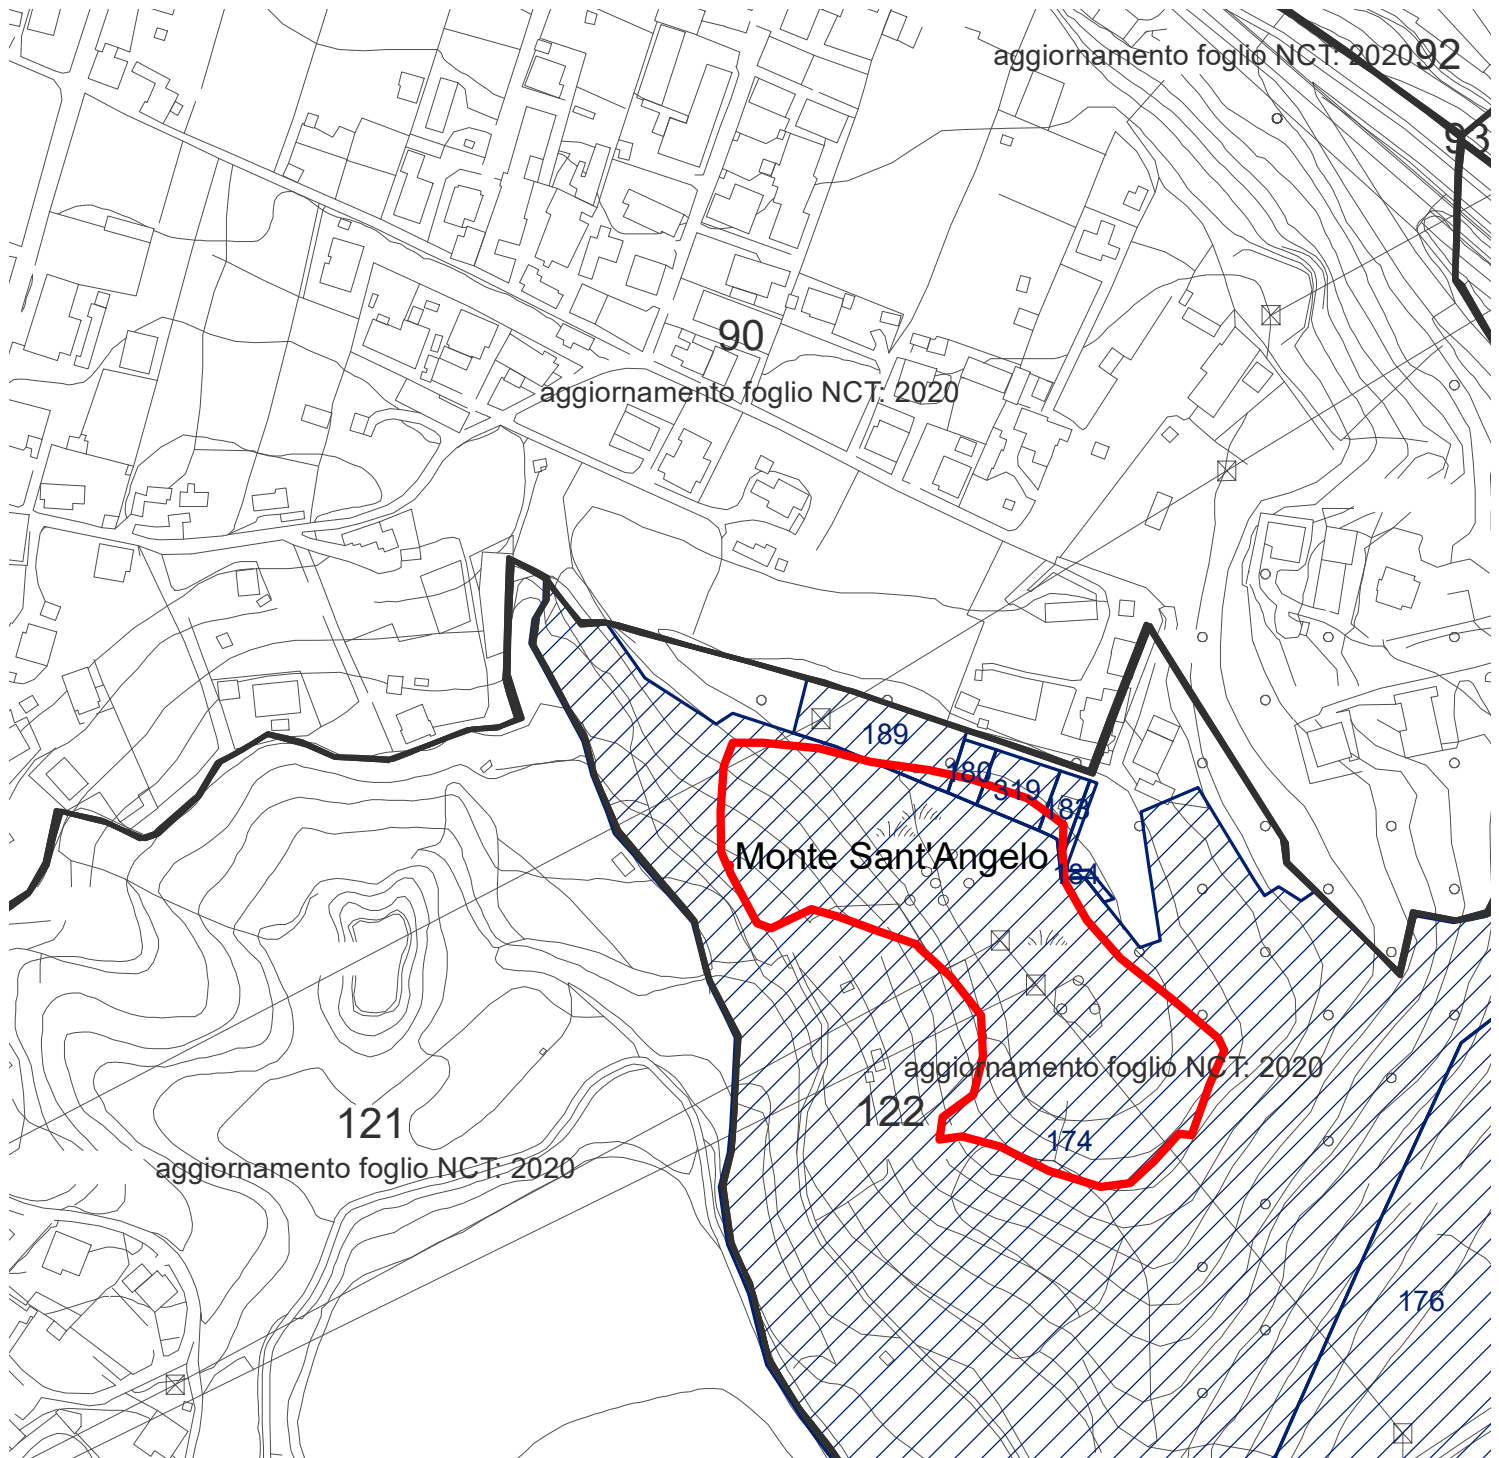 aggiornamento foglio NCT: 2020 92
93
90
aggiornamento foglio NCT: 2020
189
180
319
183
Monte Sant'Angelo
184
aggiornamento foglio NCT: 2020
122
121
174
aggiornamento foglio NCT: 2020
176